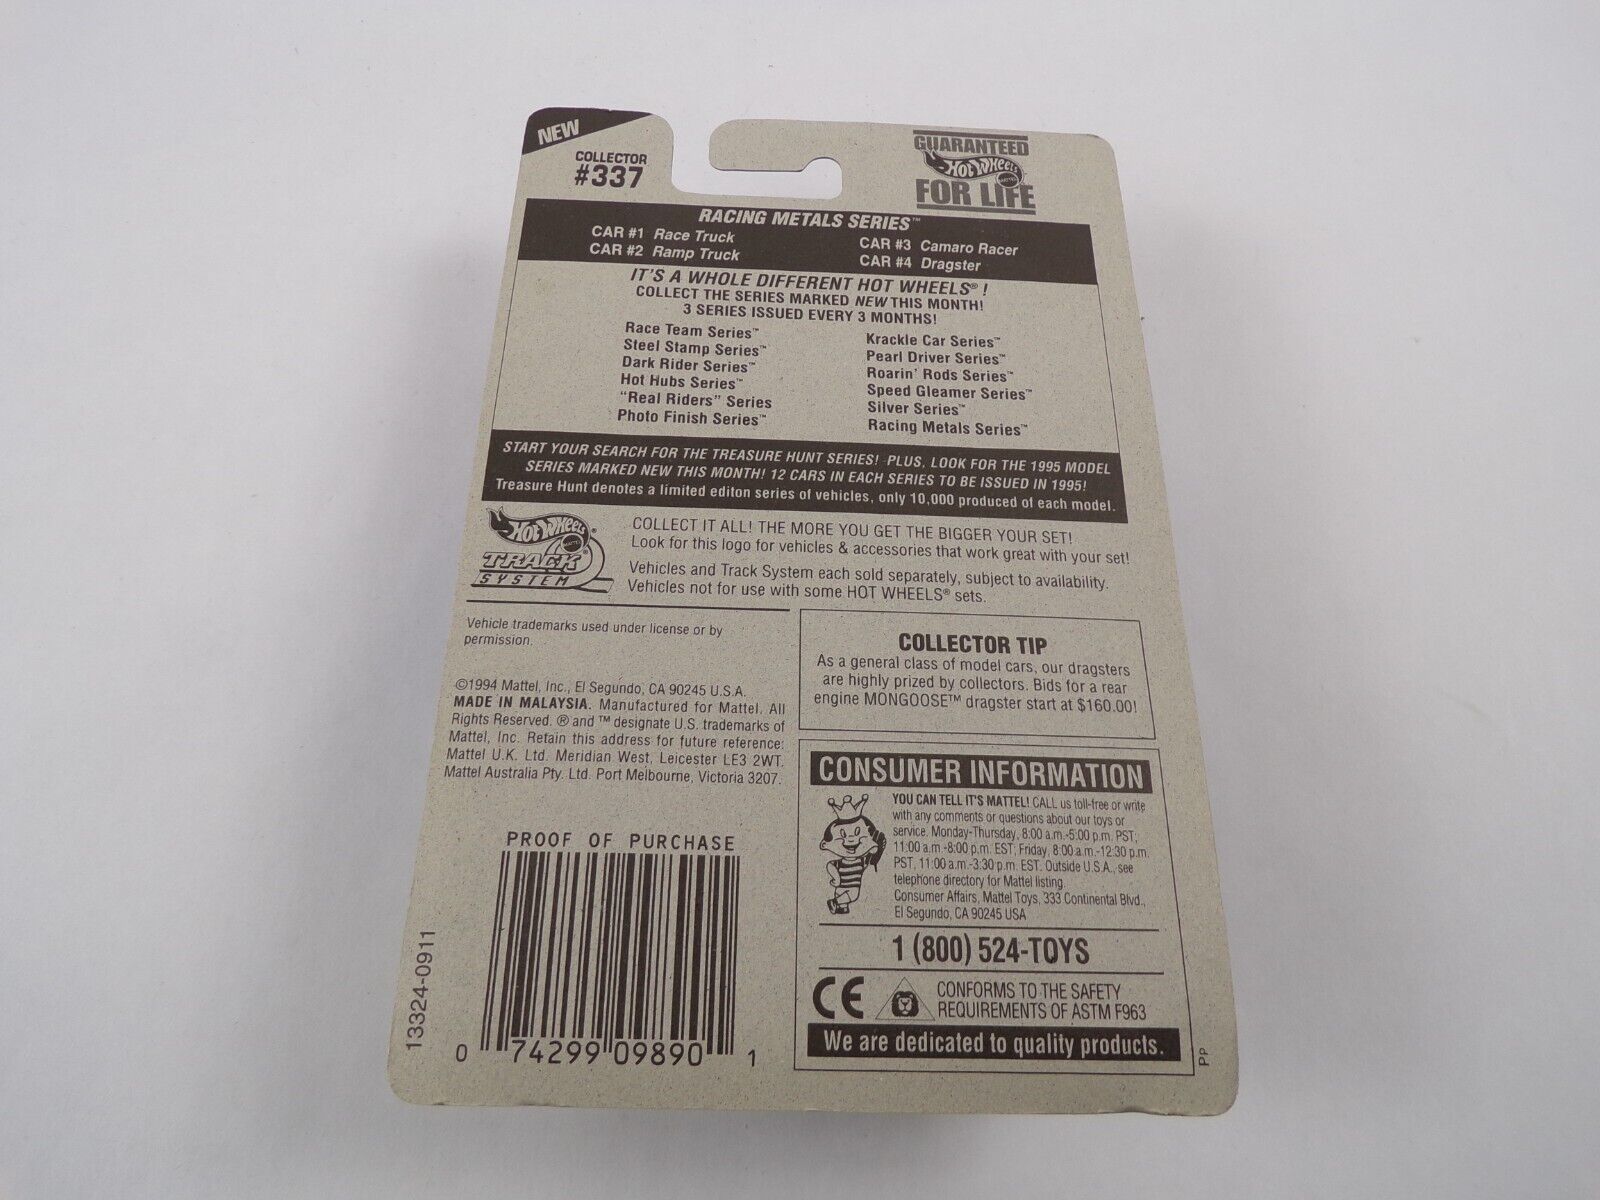 NEW
COLLECTOR
#337
GUARANTEED
Hot Wheels
MATTEL
FOR LIFE
RACING METALS SERIES™
CAR #1 Race Truck
CAR #2 Ramp Truck
CAR #3 Camaro Racer
CAR #4 Dragster
IT'S A WHOLE DIFFERENT HOT WHEELS® !
COLLECT THE SERIES MARKED NEW THIS MONTH!
3 SERIES ISSUED EVERY 3 MONTHS!
Race Team Series™
Steel Stamp Series™
Dark Rider Series™
Hot Hubs Series™
"Real Riders" Series
Photo Finish Series™
Krackle Car Series™
Pearl Driver Series™
Roarin' Rods Series™
Speed Gleamer Series™
Silver Series™
Racing Metals Series™
START YOUR SEARCH FOR THE TREASURE HUNT SERIES! PLUS, LOOK FOR THE 1995 MODEL
SERIES MARKED NEW THIS MONTH! 12 CARS IN EACH SERIES TO BE ISSUED IN 1995!
Treasure Hunt denotes a limited editon series of vehicles, only 10,000 produced of each model.
Hot Wheels®
MATTEL
TRACK®
SYSTEM
COLLECT IT ALL! THE MORE YOU GET THE BIGGER YOUR SET!
Look for this logo for vehicles & accessories that work great with your set!
Vehicles and Track System each sold separately, subject to availability.
Vehicles not for use with some HOT WHEELS® sets.
Vehicle trademarks used under license or by
permission.
©1994 Mattel, Inc., El Segundo, CA 90245 U.S.A.
MADE IN MALAYSIA. Manufactured for Mattel. All
Rights Reserved. ® and ™ designate U.S. trademarks of
Mattel, Inc. Retain this address for future reference:
Mattel U.K. Ltd. Meridian West, Leicester LE3 2WT.
Mattel Australia Pty. Ltd. Port Melbourne, Victoria 3207.
COLLECTOR TIP
As a general class of model cars, our dragsters
are highly prized by collectors. Bids for a rear
engine MONGOOSE™ dragster start at $160.00!
CONSUMER INFORMATION
YOU CAN TELL IT'S MATTEL! CALL us toll-free or write
with any comments or questions about our toys or
service. Monday-Thursday, 8:00 a.m.-5:00 p.m. PST;
11:00 a.m.-8:00 p.m. EST; Friday, 8:00 a.m.-12:30 p.m.
PST, 11:00 a.m.-3:30 p.m. EST. Outside U.S.A., see
telephone directory for Mattel listing.
Consumer Affairs, Mattel Toys, 333 Continental Blvd.,
El Segundo, CA 90245 USA
1 (800) 524-TOYS
CE
CONFORMS TO THE SAFETY
REQUIREMENTS OF ASTM F963
We are dedicated to quality products.
PP
PROOF OF PURCHASE
0 74299 09890 1
13324-0911